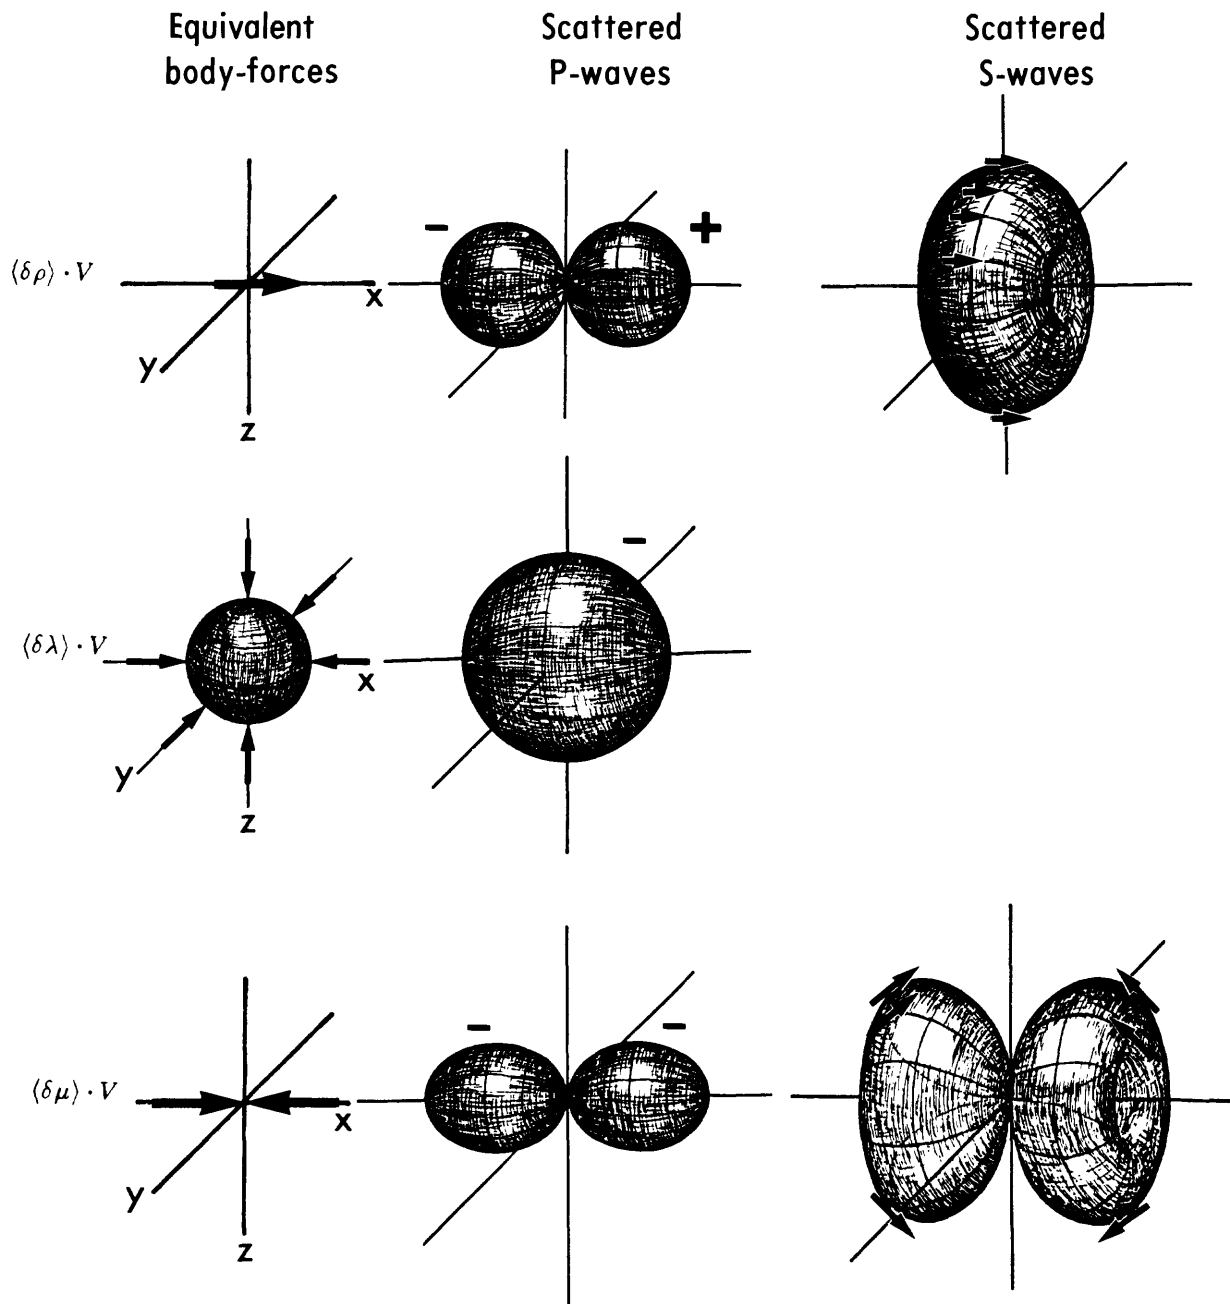 Equivalent
body-forces
Scattered
P-waves
Scattered
S-waves
⟨δρ⟩ · V
x
y
z
-
+
⟨δλ⟩ · V
x
y
z
-
⟨δμ⟩ · V
x
y
z
-
-